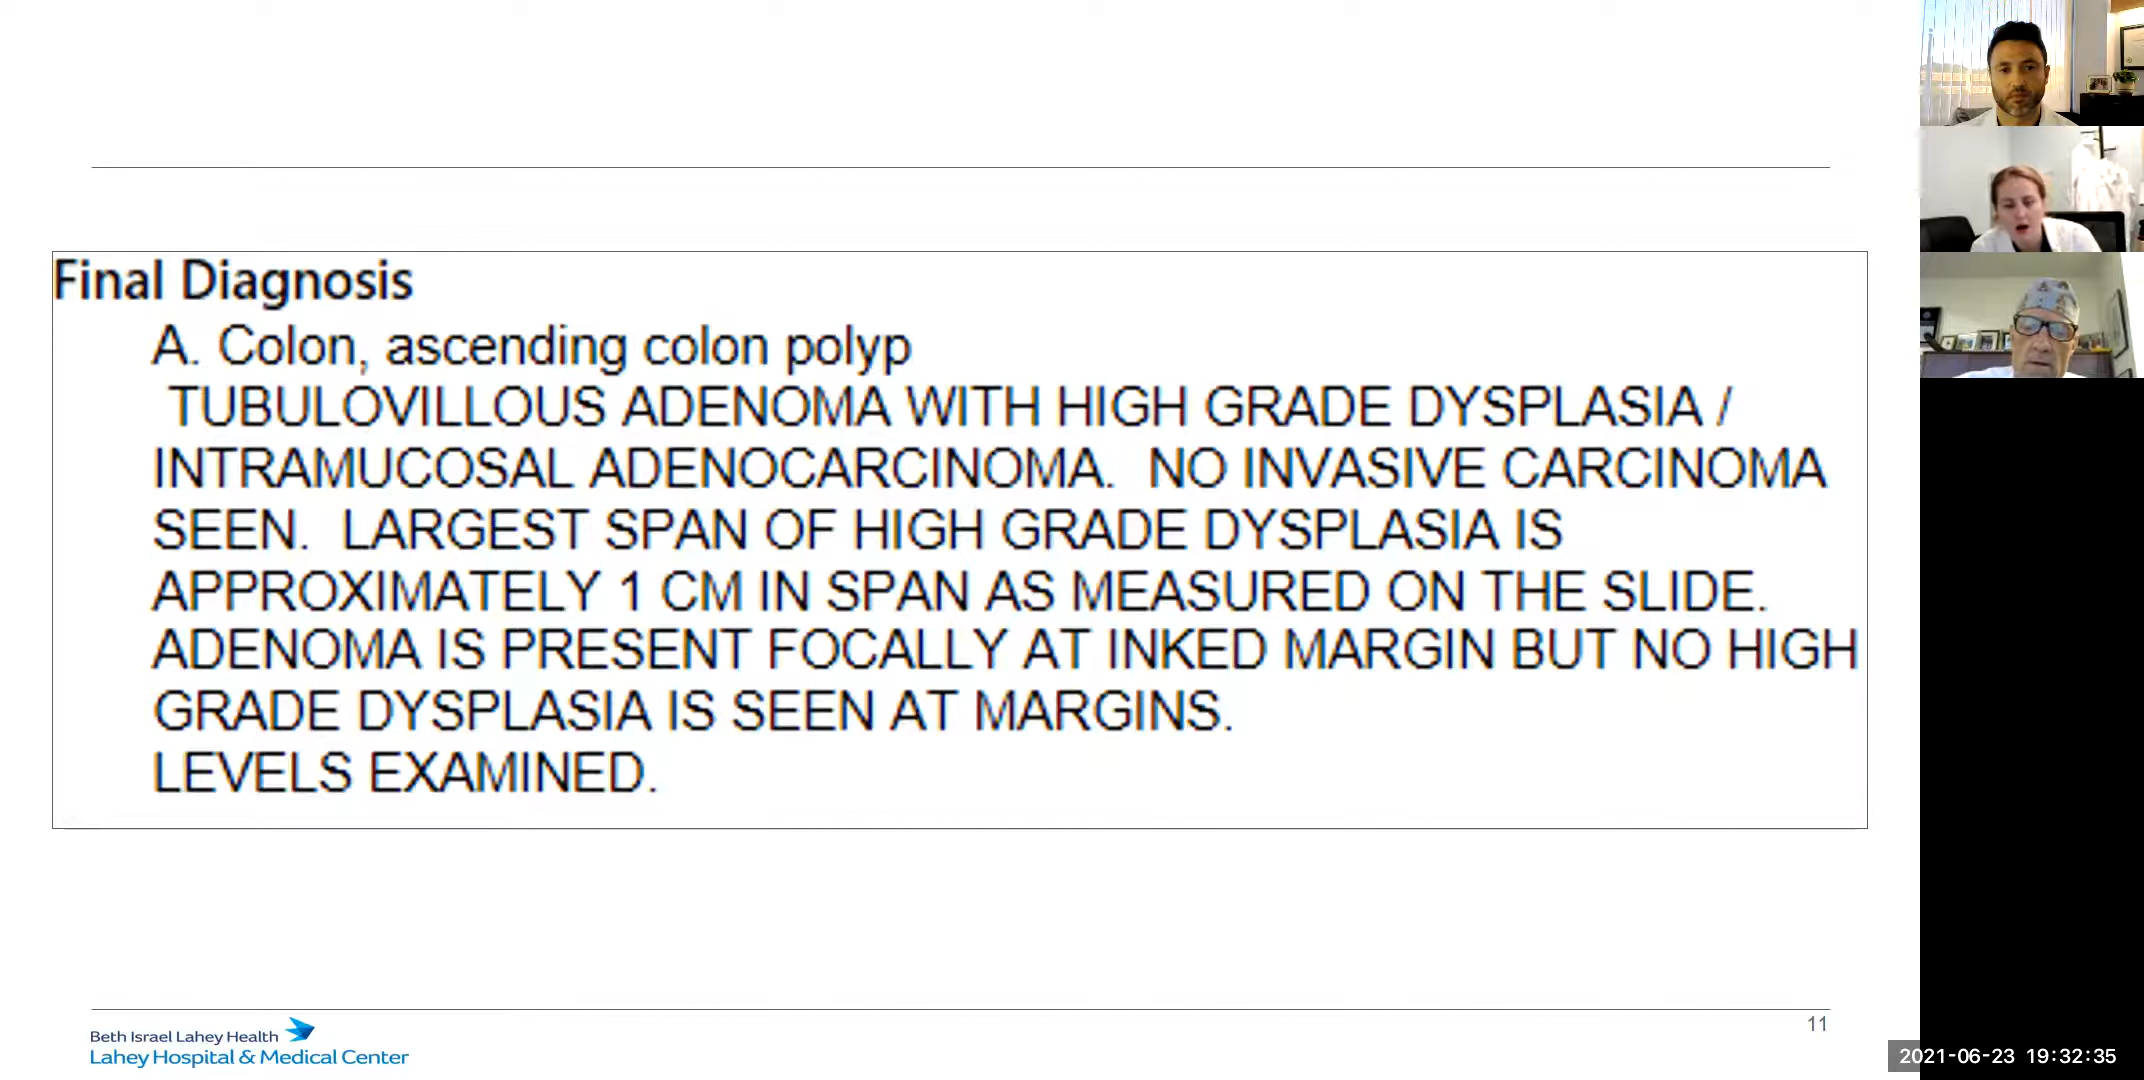 Final Diagnosis
A. Colon, ascending colon polyp
TUBULOVILLOUS ADENOMA WITH HIGH GRADE DYSPLASIA /
INTRAMUCOSAL ADENOCARCINOMA.  NO INVASIVE CARCINOMA
SEEN.  LARGEST SPAN OF HIGH GRADE DYSPLASIA IS
APPROXIMATELY 1 CM IN SPAN AS MEASURED ON THE SLIDE.
ADENOMA IS PRESENT FOCALLY AT INKED MARGIN BUT NO HIGH
GRADE DYSPLASIA IS SEEN AT MARGINS.
LEVELS EXAMINED.
Beth Israel Lahey Health
Lahey Hospital & Medical Center
11
2021-06-23 19:32:35